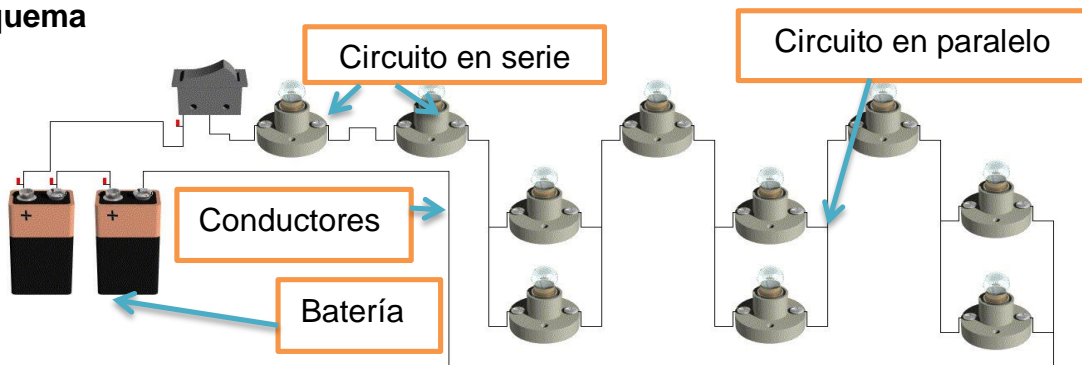 quema
Circuito en serie
Circuito en paralelo
Conductores
Batería
+
+